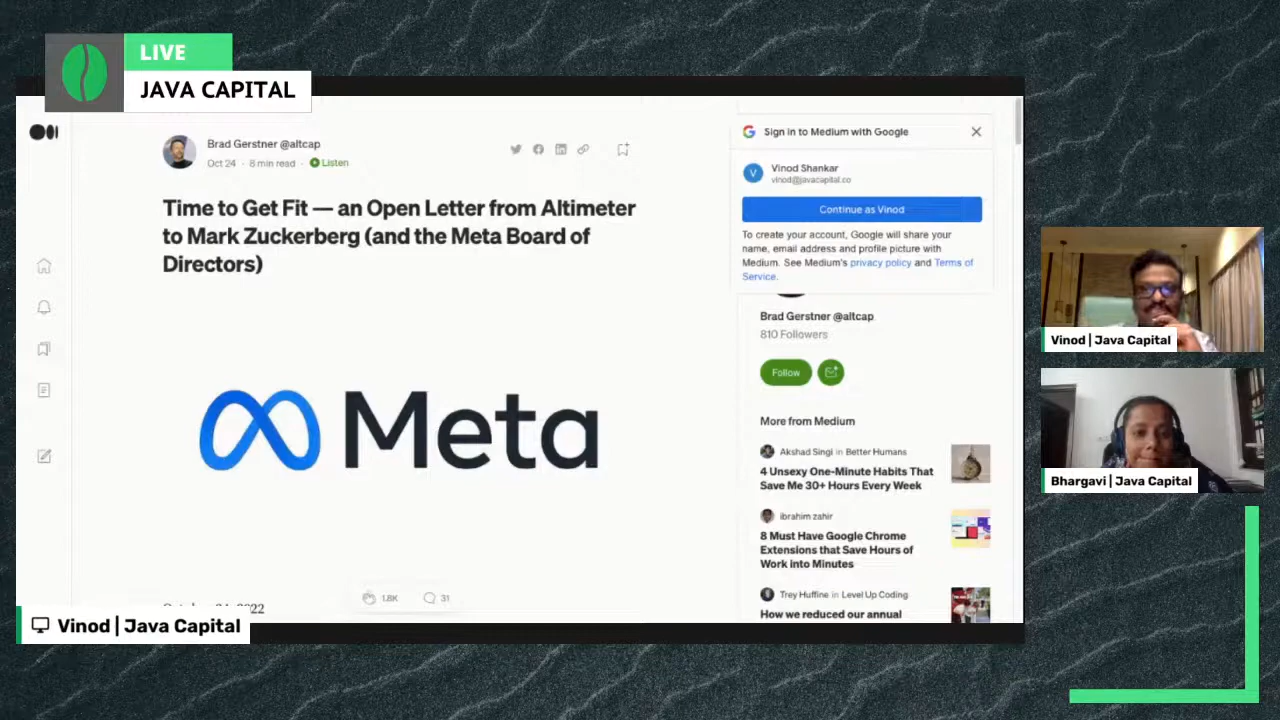 LIVE
JAVA CAPITAL
Brad Gerstner @altcap
Oct 24 · 8 min read · Listen
Time to Get Fit — an Open Letter from Altimeter
to Mark Zuckerberg (and the Meta Board of
Directors)
Meta
1.8K 31
2022
Vinod | Java Capital
Sign in to Medium with Google
V
Vinod Shankar
vinod@javacapital.co
Continue as Vinod
To create your account, Google will share your
name, email address and profile picture with
Medium. See Medium's privacy policy and Terms of
Service.
Brad Gerstner @altcap
810 Followers
Follow
More from Medium
Akshad Singi in Better Humans
4 Unsexy One-Minute Habits That
Save Me 30+ Hours Every Week
ibrahim zahir
8 Must Have Google Chrome
Extensions that Save Hours of
Work into Minutes
Trey Huffine in Level Up Coding
How we reduced our annual
Vinod | Java Capital
Bhargavi | Java Capital